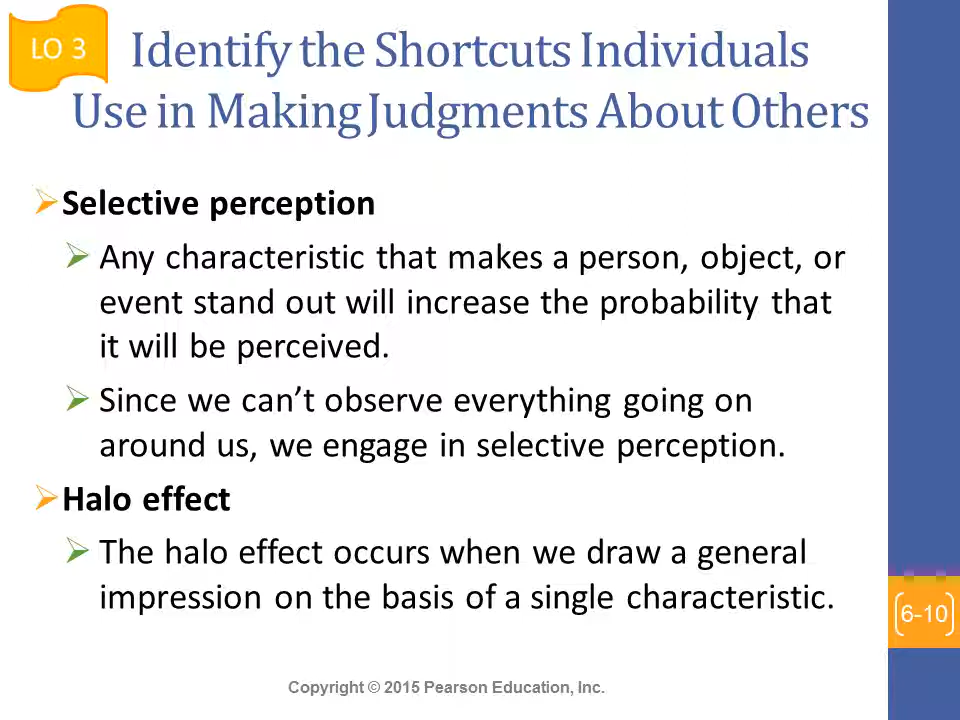 LO 3
Identify the Shortcuts Individuals
Use in Making Judgments About Others
Selective perception
Any characteristic that makes a person, object, or
event stand out will increase the probability that
it will be perceived.
Since we can’t observe everything going on
around us, we engage in selective perception.
Halo effect
The halo effect occurs when we draw a general
impression on the basis of a single characteristic.
6-10
Copyright © 2015 Pearson Education, Inc.